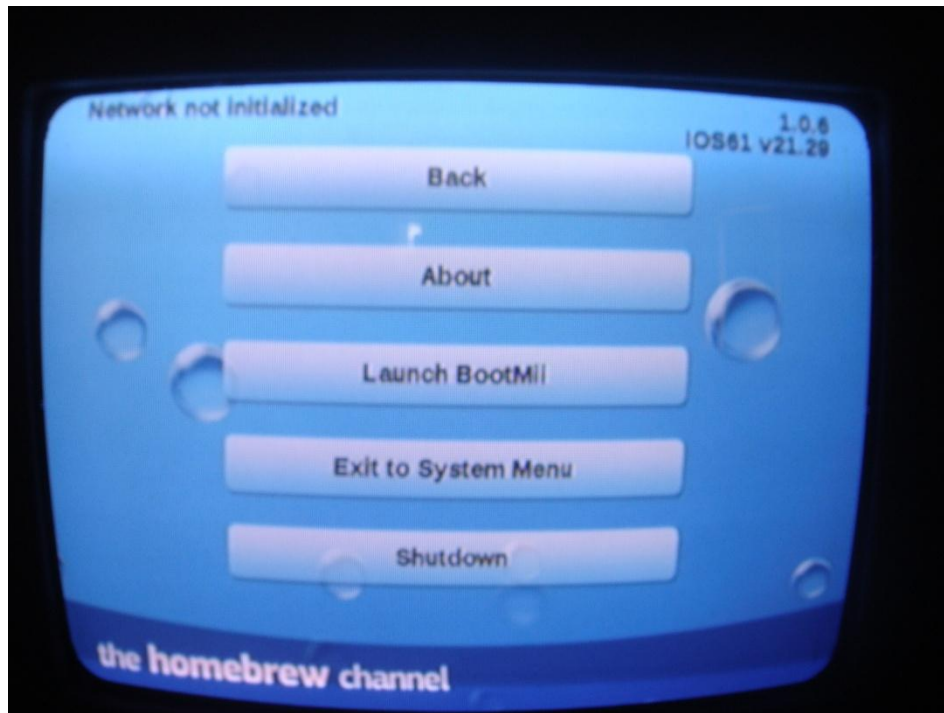 Network not initialized
1.0.6
IOS61 v21.29
Back
About
Launch BootMii
Exit to System Menu
Shutdown
the homebrew channel